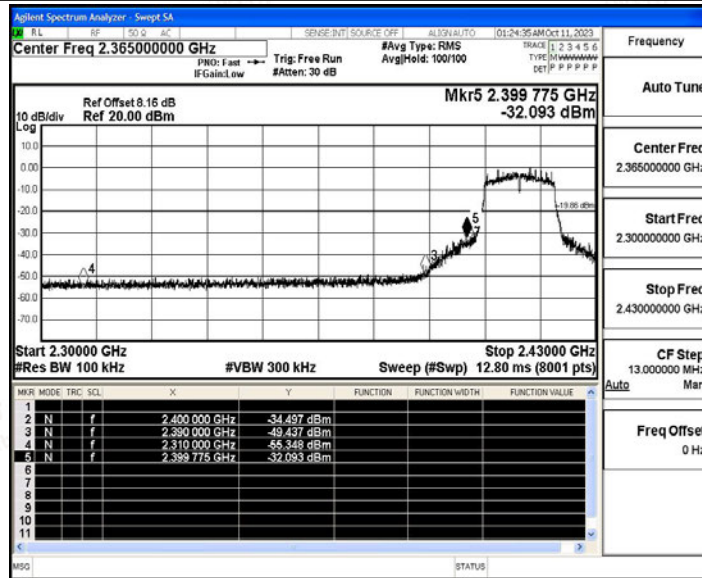 Agilent Spectrum Analyzer - Swept SA
RL RF 50 Ω AC SENSE:INT SOURCE OFF ALIGN AUTO 01:24:35 AM Oct 11, 2023
Center Freq 2.365000000 GHz
PNO: Fast
IFGain:Low
Trig: Free Run
#Atten: 30 dB
#Avg Type: RMS
Avg|Hold: 100/100
TRACE 1 2 3 4 5 6
TYPE M
DET P P P P P P
Ref Offset 8.16 dB
Ref 20.00 dBm
10 dB/div
Log
Mkr5 2.399 775 GHz
-32.093 dBm
10.0
0.00
-10.0
-20.0
-30.0
-40.0
-50.0
-60.0
-70.0
-19.86 dBm
5
3
4
Start 2.30000 GHz
Stop 2.43000 GHz
#Res BW 100 kHz
#VBW 300 kHz
Sweep (#Swp) 12.80 ms (8001 pts)
MKR MODE TRC SCL X Y FUNCTION FUNCTION WIDTH FUNCTION VALUE
1
2 N f 2.400 000 GHz -34.497 dBm
3 N f 2.390 000 GHz -49.437 dBm
4 N f 2.310 000 GHz -55.348 dBm
5 N f 2.399 775 GHz -32.093 dBm
6
7
8
9
10
11
MSG
STATUS
Frequency
Auto Tune
Center Freq
2.365000000 GHz
Start Freq
2.300000000 GHz
Stop Freq
2.430000000 GHz
CF Step
13.000000 MHz
Auto Man
Freq Offset
0 Hz